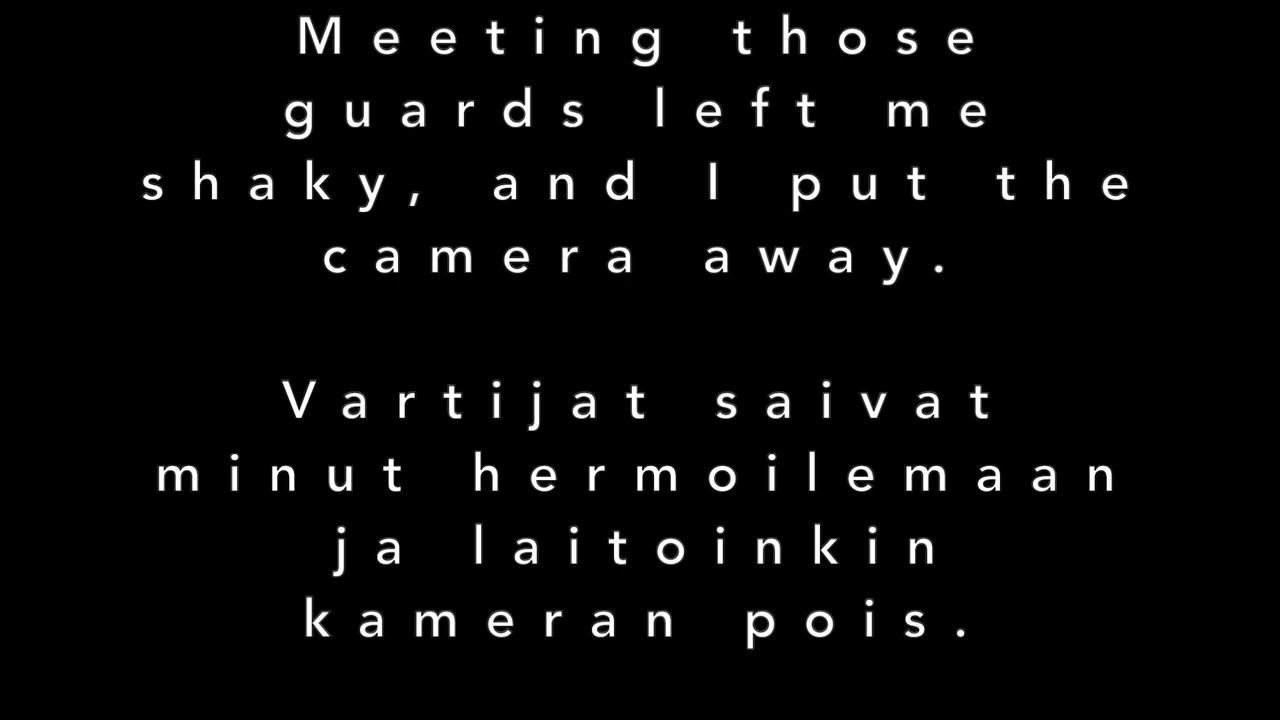 Meeting those
guards left me
shaky, and I put the
camera away.
Vartijat saivat
minut hermoilemaan
ja laitoinkin
kameran pois.